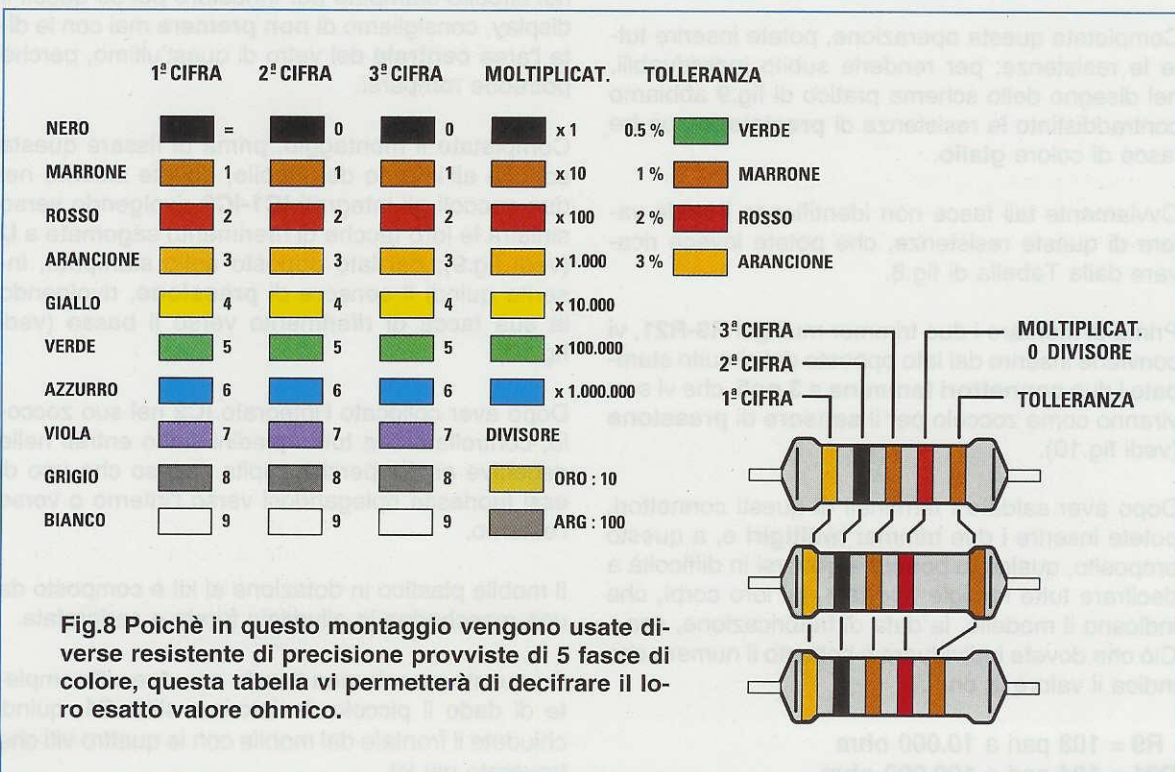 1ª CIFRA 2ª CIFRA 3ª CIFRA MOLTIPLICAT. TOLLERANZA
NERO = 0 0 x 1 0.5 % VERDE
MARRONE 1 1 1 x 10 1 % MARRONE
ROSSO 2 2 2 x 100 2 % ROSSO
ARANCIONE 3 3 3 x 1.000 3 % ARANCIONE
GIALLO 4 4 4 x 10.000
VERDE 5 5 5 x 100.000
AZZURRO 6 6 6 x 1.000.000
VIOLA 7 7 7 DIVISORE
GRIGIO 8 8 8 ORO : 10
BIANCO 9 9 9 ARG : 100
3ª CIFRA
2ª CIFRA
1ª CIFRA
MOLTIPLICAT.
O DIVISORE
TOLLERANZA
Fig.8 Poichè in questo montaggio vengono usate di-
verse resistente di precisione provviste di 5 fasce di
colore, questa tabella vi permetterà di decifrare il lo-
ro esatto valore ohmico.